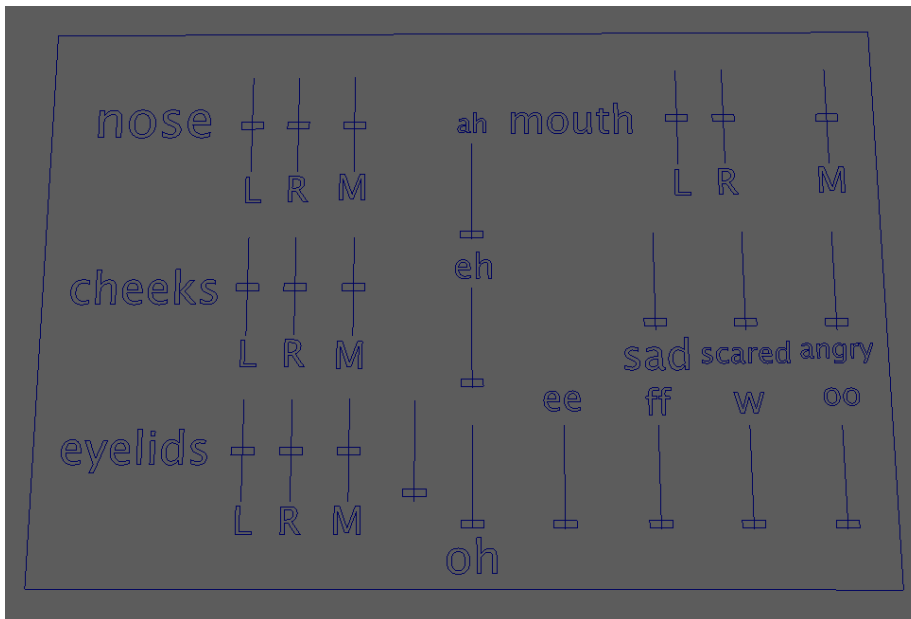 nose
ah mouth
L R M
L R M
eh
cheeks
sad scared angry
L R M
ee ff w oo
eyelids
L R M
oh